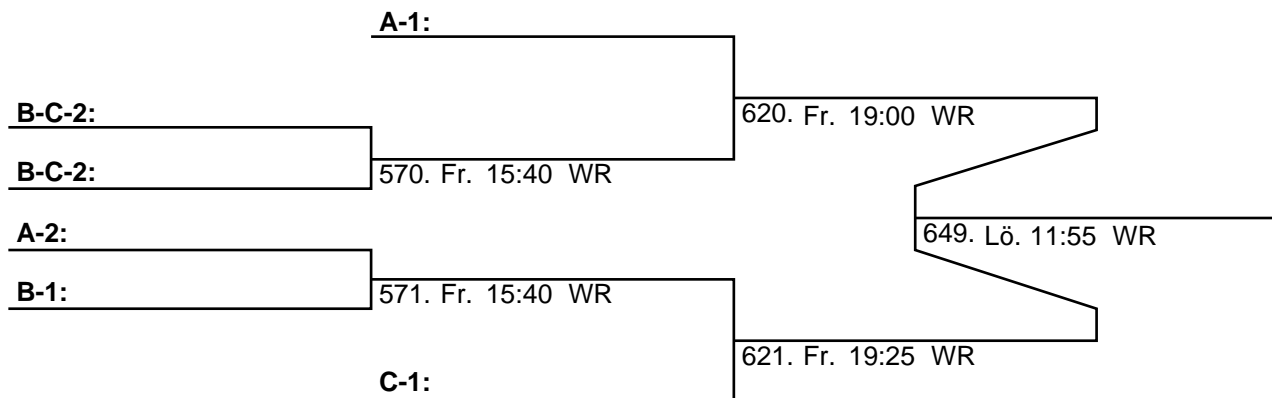 A-1:
B-C-2:
620. Fr. 19:00 WR
B-C-2:
570. Fr. 15:40 WR
A-2:
649. Lö. 11:55 WR
B-1:
571. Fr. 15:40 WR
621. Fr. 19:25 WR
C-1: